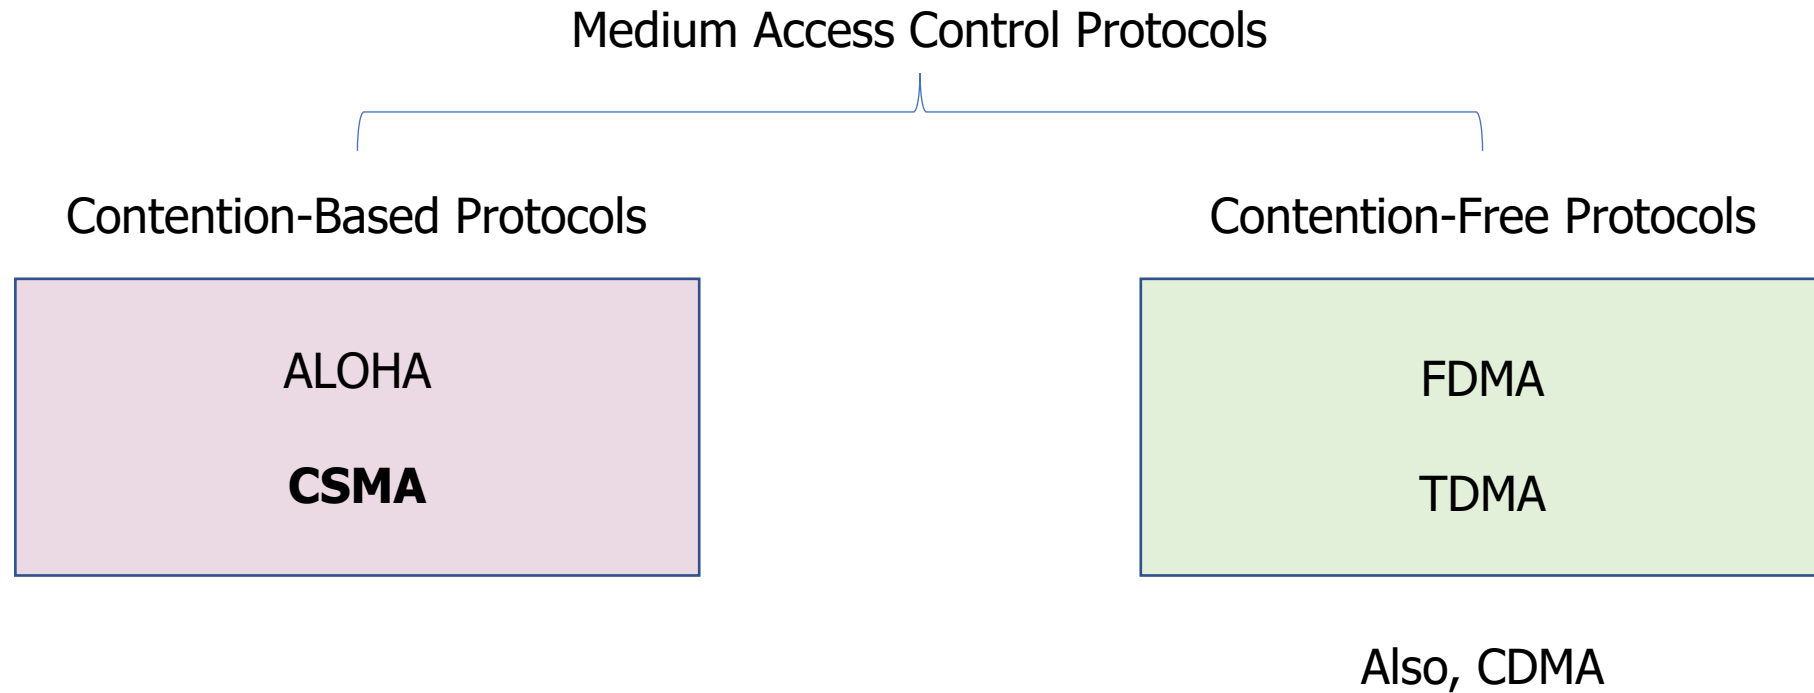 Medium Access Control Protocols
Contention-Based Protocols
Contention-Free Protocols
ALOHA
CSMA
FDMA
TDMA
Also, CDMA